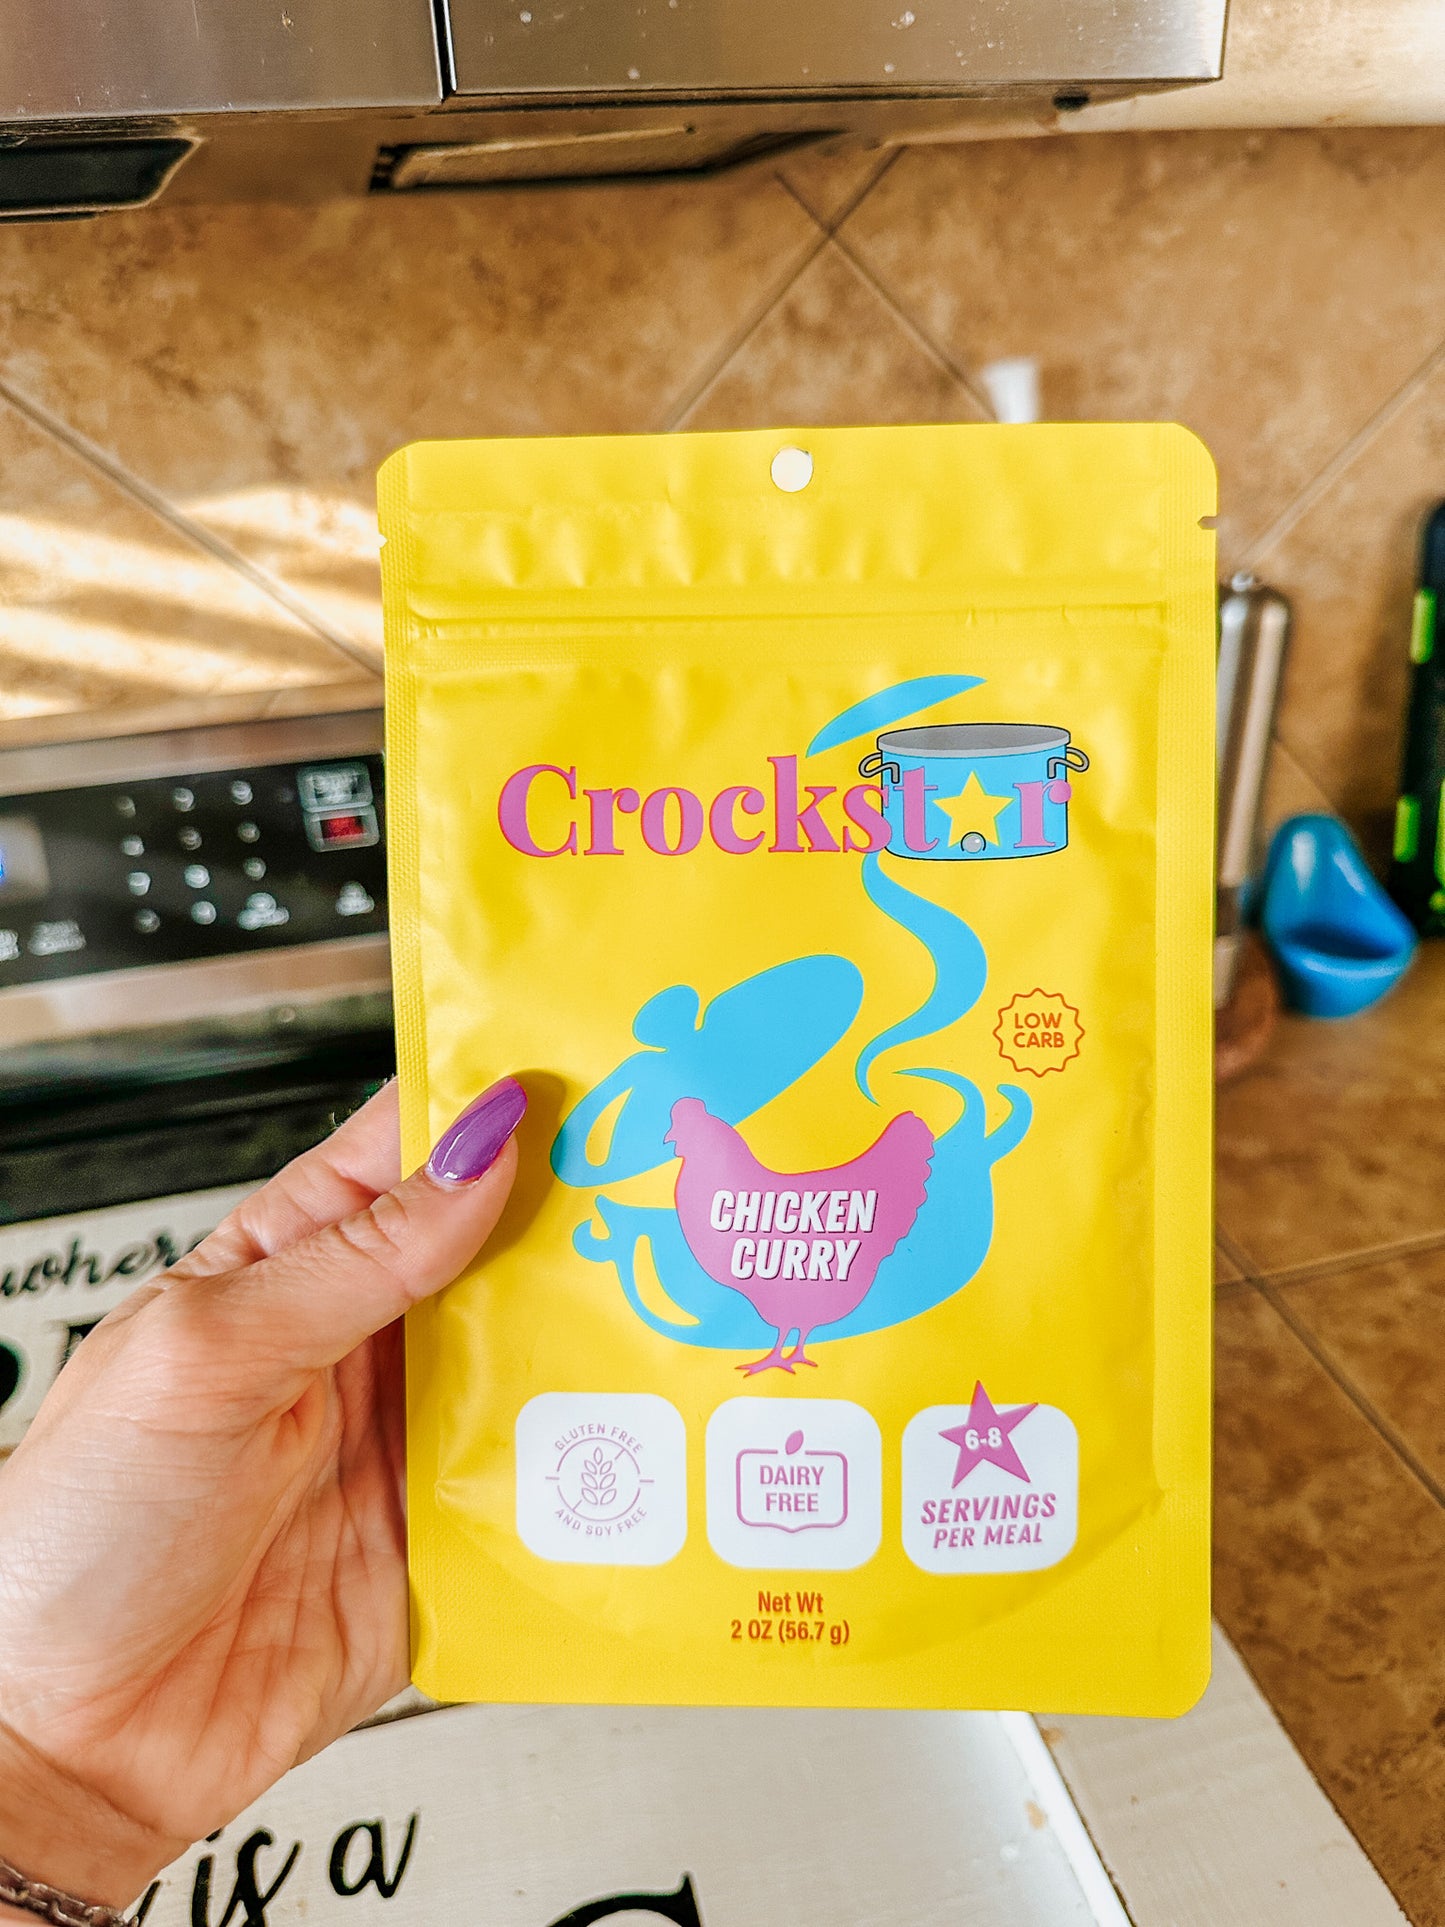 Crockstar
LOW
CARB
CHICKEN
CURRY
GLUTEN FREE
AND SOY FREE
DAIRY
FREE
6-8
SERVINGS
PER MEAL
Net Wt
2 OZ (56.7 g)
is a